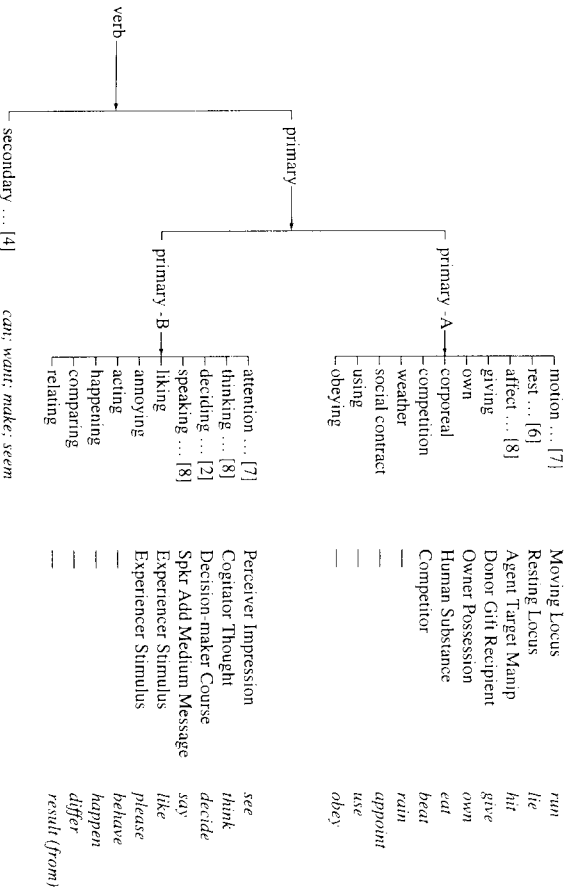 verb
primary
primary -A
motion ... [7] Moving Locus run
rest ... [6] Resting Locus lie
affect ... [8] Agent Target Manip hit
giving Donor Gift Recipient give
own Owner Possession own
corporeal Human Substance eat
competition Competitor beat
weather — rain
social contract — appoint
using — use
obeying — obey
primary -B
attention ... [7] Perceiver Impression see
thinking ... [8] Cogitator Thought think
deciding ... [2] Decision-maker Course decide
speaking ... [8] Spkr Add Medium Message say
liking Experiencer Stimulus like
annoying Experiencer Stimulus please
acting — behave
happening — happen
comparing — differ
relating — result (from)
secondary ... [4] can; want; make; seem